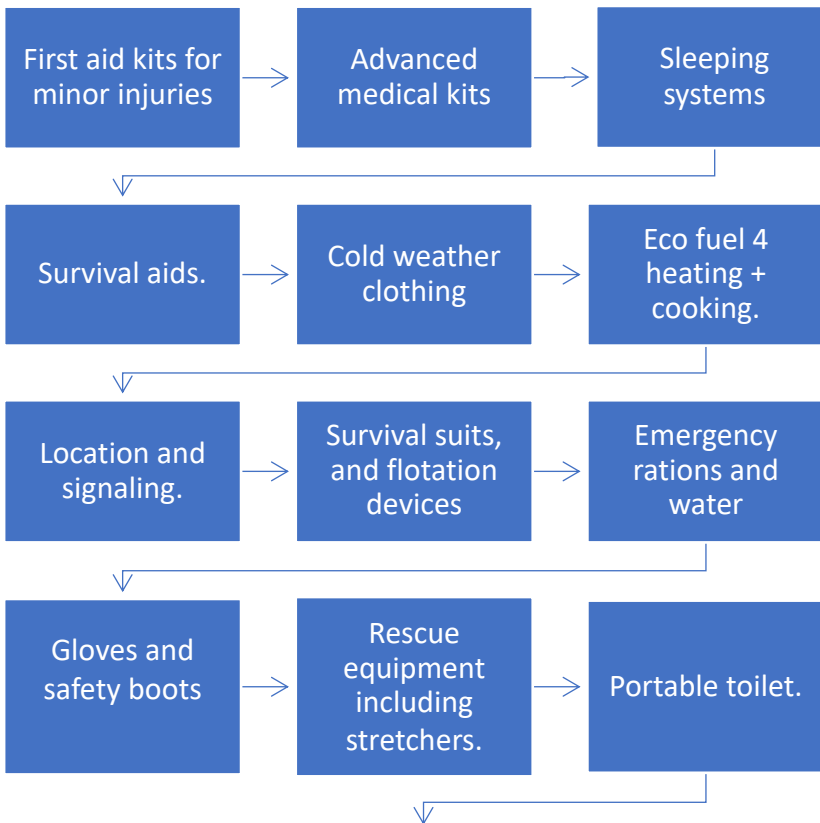 First aid kits for
minor injuries
Advanced
medical kits
Sleeping
systems
Survival aids.
Cold weather
clothing
Eco fuel 4
heating +
cooking.
Location and
signaling.
Survival suits,
and flotation
devices
Emergency
rations and
water
Gloves and
safety boots
Rescue
equipment
including
stretchers.
Portable toilet.